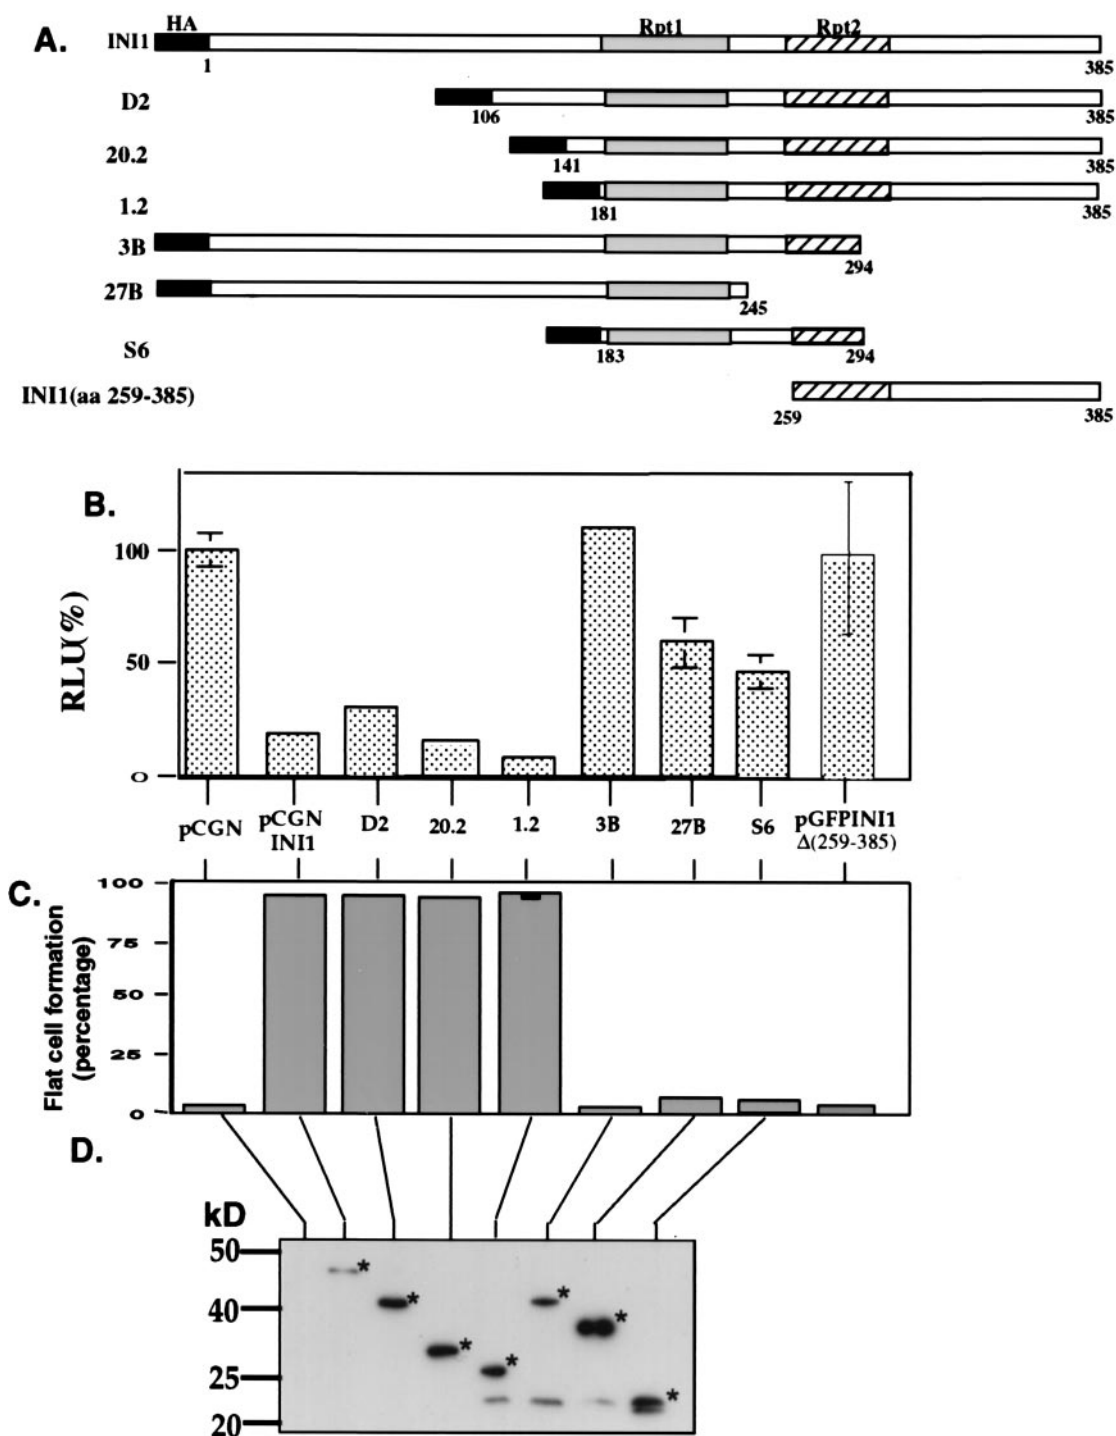 A.
HA Rpt1 Rpt2
INI1
1 385
D2
106 385
20.2
141 385
1.2
181 385
3B
294
27B
245
S6
183 294
INI1(aa 259-385)
259 385
B.
RLU(%)
100
50
0
pCGN pCGN INI1 D2 20.2 1.2 3B 27B S6 pGFPINI1 Δ(259-385)
C.
Flat cell formation
(percentage)
100
75
50
25
0
D.
kD
50
40
25
20
* * * * * * *